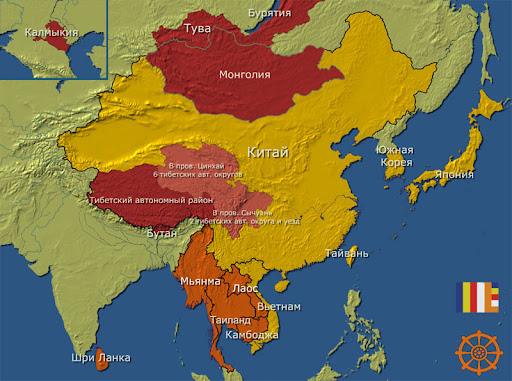 Бурятия
Калмыкия
Тува
Монголия
Китай
Южная
Корея
В пров. Цинхай
6 тибетских авт. округов
Япония
Тибетский автономный район
В пров. Сычуань
2 тибетских авт. округа и уезд
Бутан
Тайвань
Мьянма
Лаос
Вьетнам
Таиланд
Камбоджа
Шри Ланка